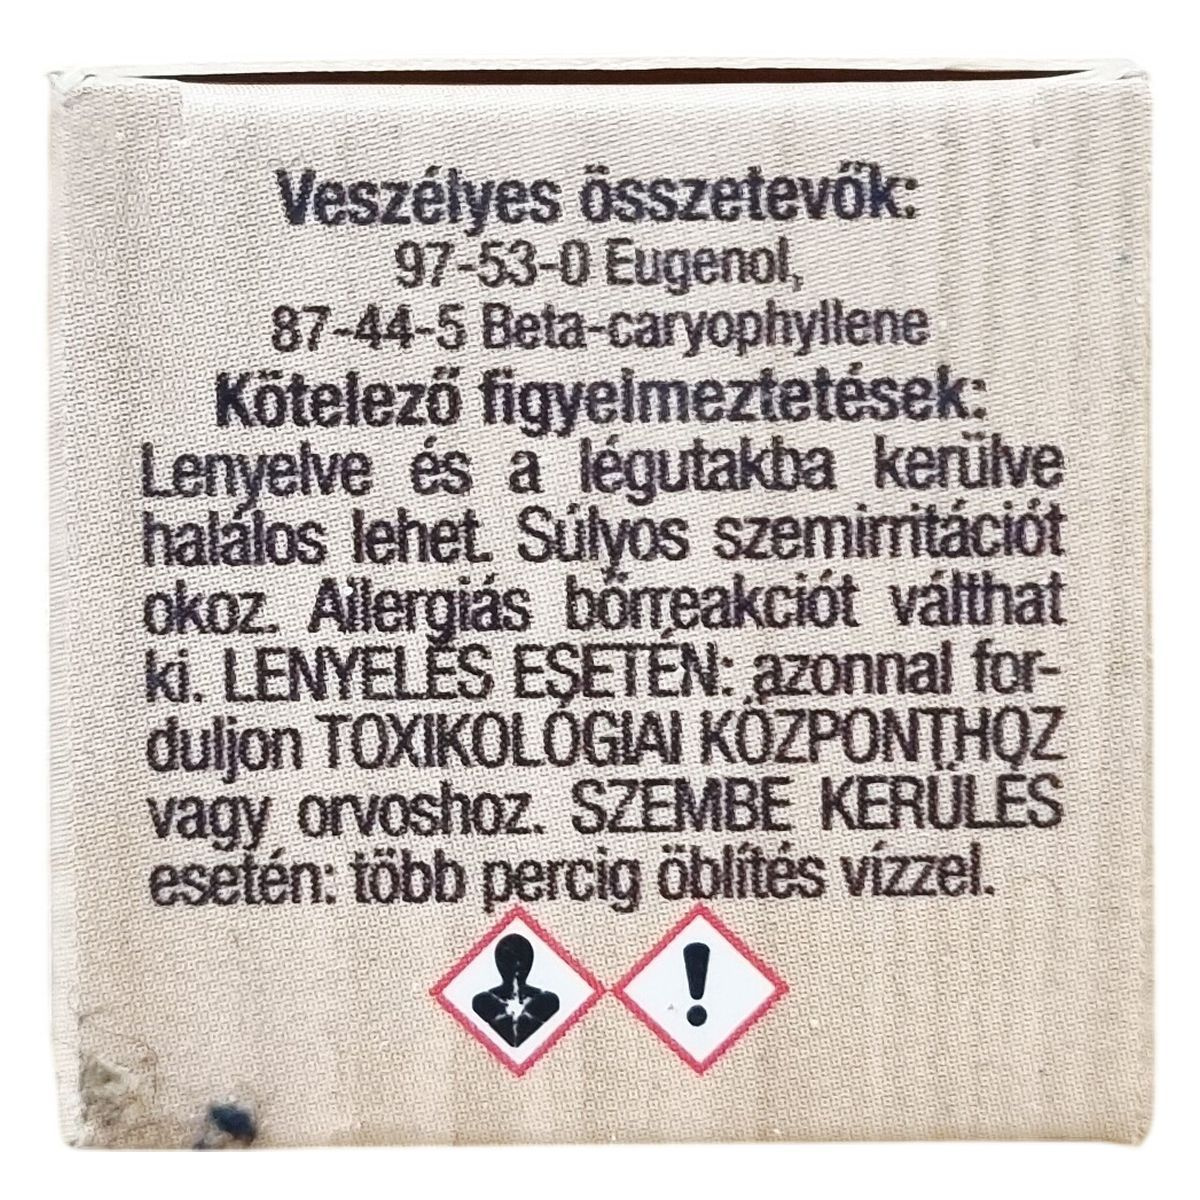 Veszélyes összetevők:
97-53-0 Eugenol,
87-44-5 Beta-caryophyllene
Kötelező figyelmeztetések:
Lenyelve és a légutakba kerülve
halálos lehet. Súlyos szemirritációt
okoz. Allergiás bőrreakciót válthat
ki. LENYELÉS ESETÉN: azonnal for-
duljon TOXIKOLÓGIAI KÖZPONTHOZ
vagy orvoshoz. SZEMBE KERÜLÉS
esetén: több percig öblítés vízzel.